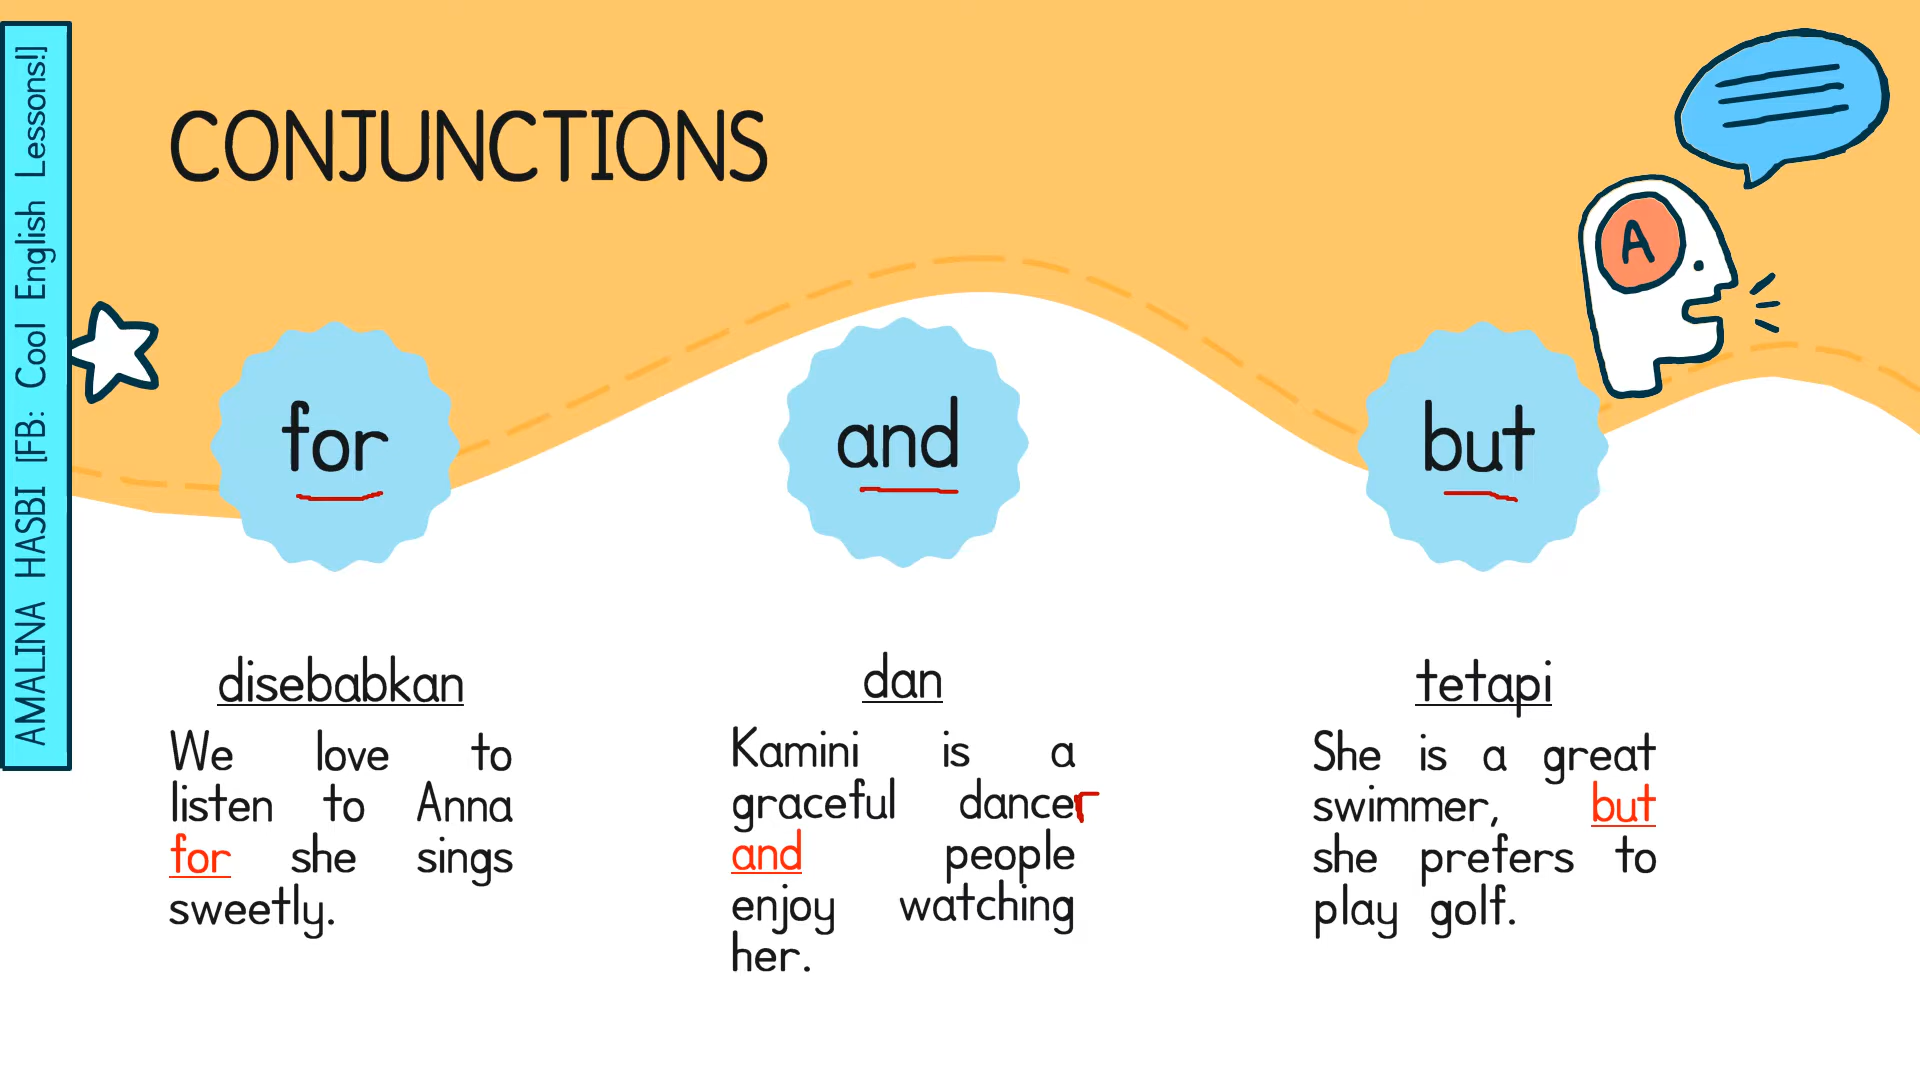 AMALINA HASBI [FB: Cool English Lessons!]
CONJUNCTIONS
A
for
and
but
disebabkan
We love to
listen to Anna
for she sings
sweetly.
dan
Kamini is a
graceful dancer
and people
enjoy watching
her.
tetapi
She is a great
swimmer, but
she prefers to
play golf.